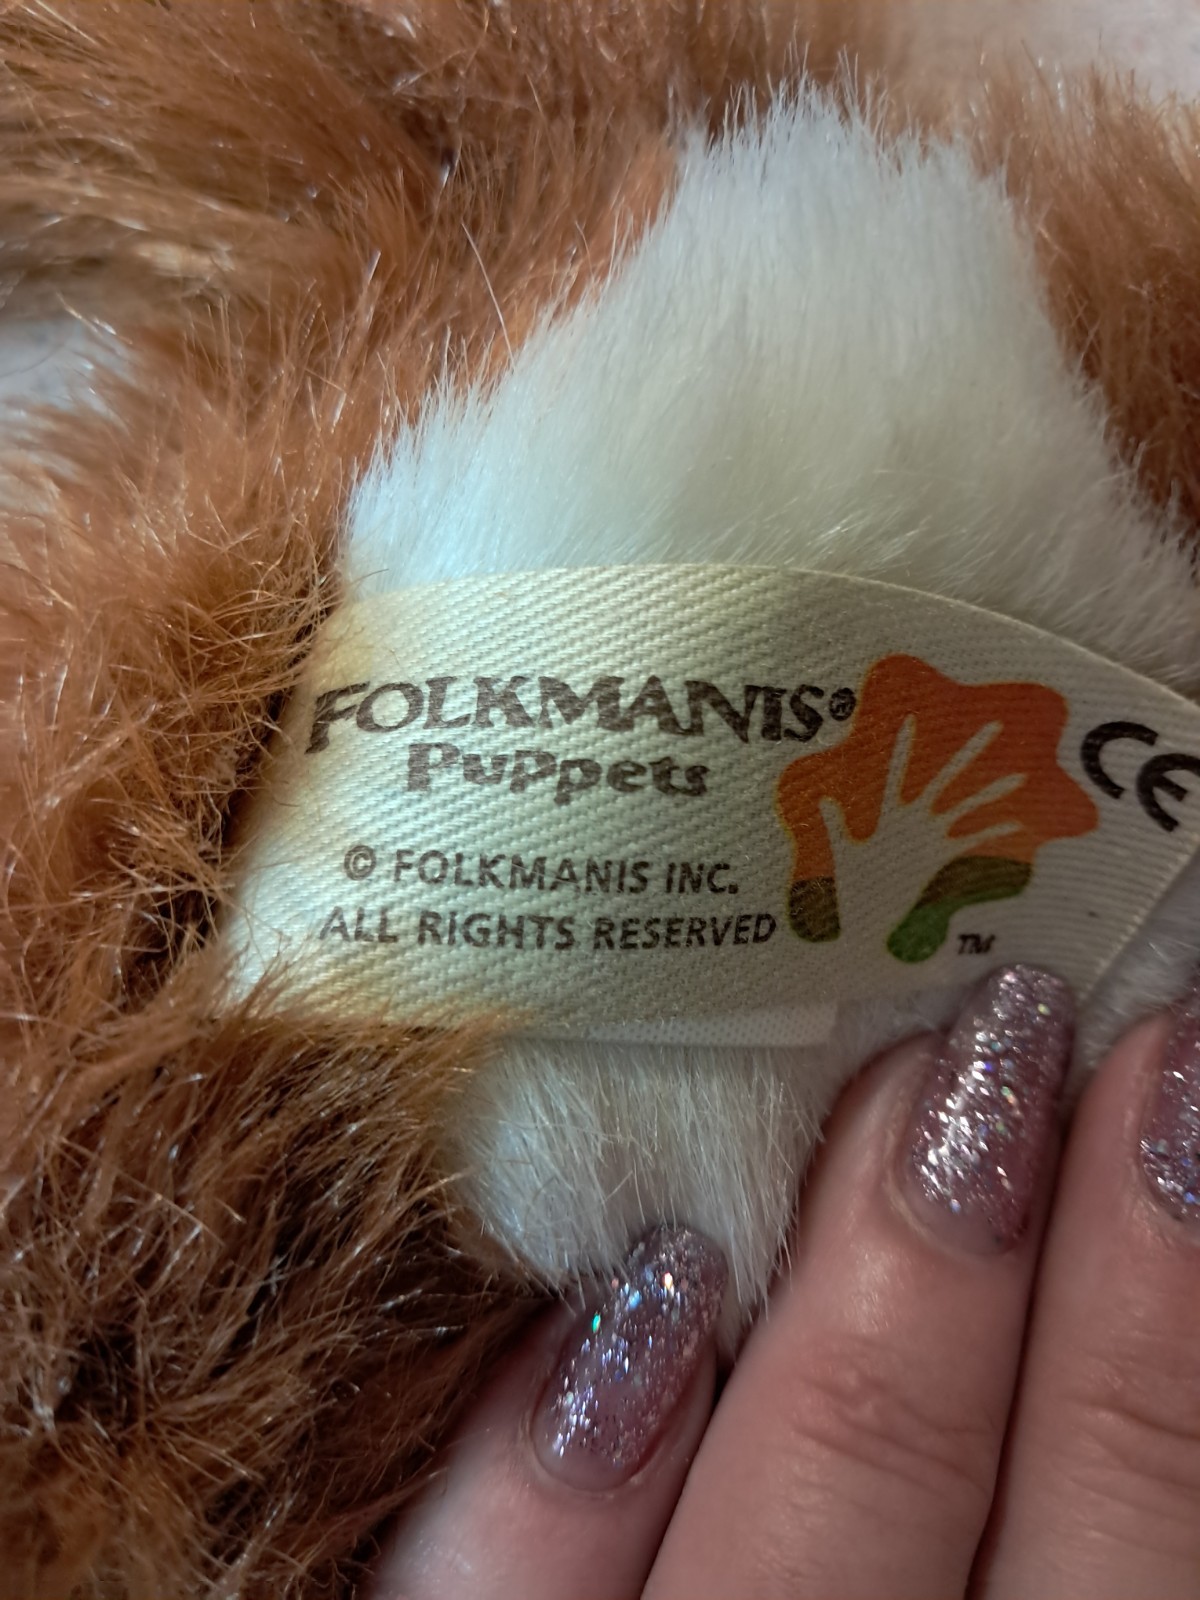 FOLKMANIS®
Puppets
© FOLKMANIS INC.
ALL RIGHTS RESERVED
TM
CE